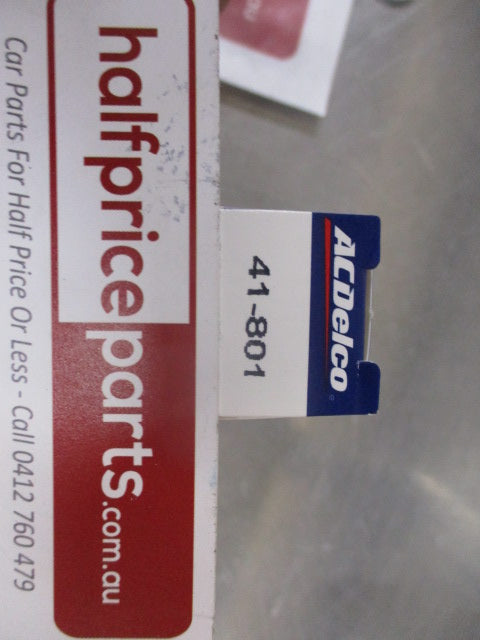 halfpriceparts.com.au
Car Parts For Half Price Or Less - Call 0412 760 479
ACDelco
41-801